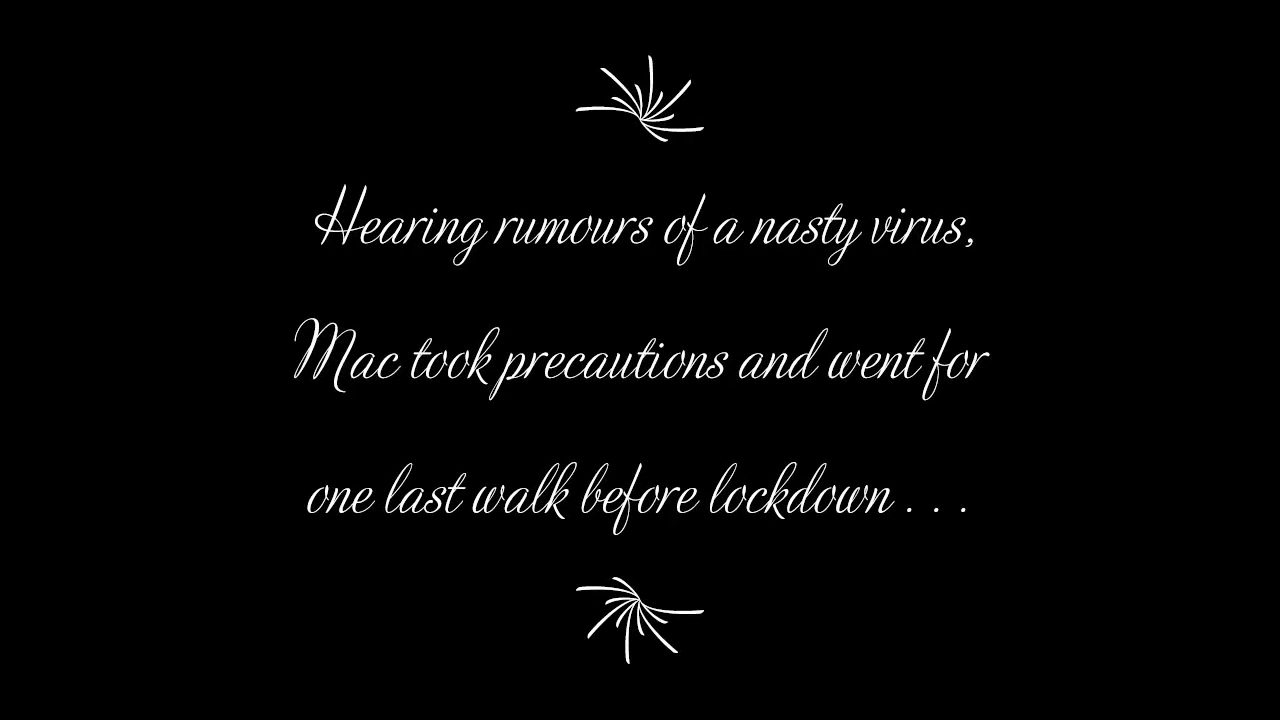 Hearing rumours of a nasty virus,
Mac took precautions and went for
one last walk before lockdown . . .